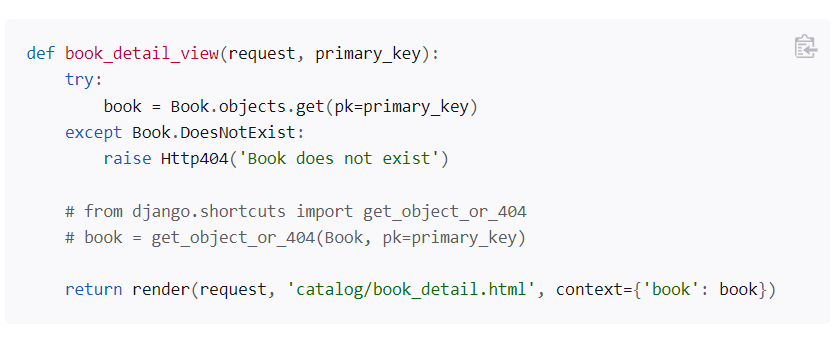 def book_detail_view(request, primary_key):
    try:
        book = Book.objects.get(pk=primary_key)
    except Book.DoesNotExist:
        raise Http404('Book does not exist')

    # from django.shortcuts import get_object_or_404
    # book = get_object_or_404(Book, pk=primary_key)

    return render(request, 'catalog/book_detail.html', context={'book': book})